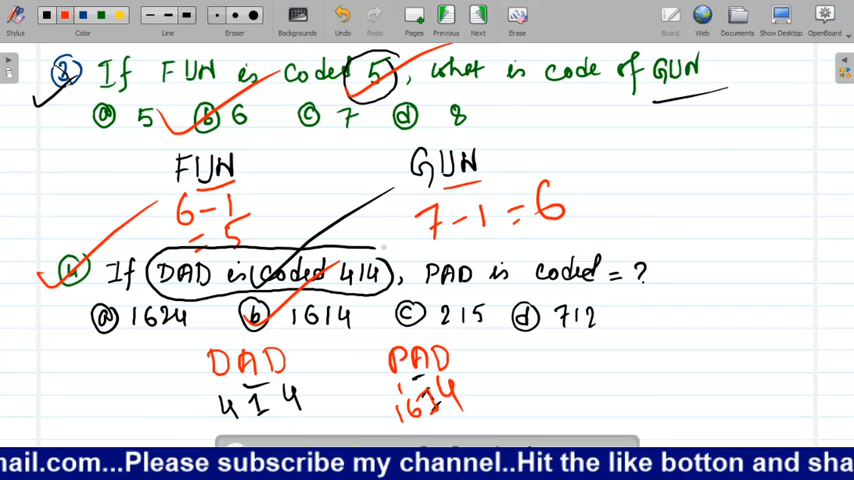 Stylus
Colors
Lines
Eraser
Backgrounds
Undo
Redo
Pages
Previous
Next
Erase
Board
Web
Documents
Show Desktop
OpenBoard
3 If FUN is coded 5, what is code of GUN
a 5 b 6 c 7 d 8
FUN GUN
6-1 7-1=6
=5
4 If DAD is coded 414, PAD is coded = ?
a 1624 b 1614 c 215 d 712
DAD PAD
4 1 4 1614
mail.com...Please subscribe my channel..Hit the like botton and sha